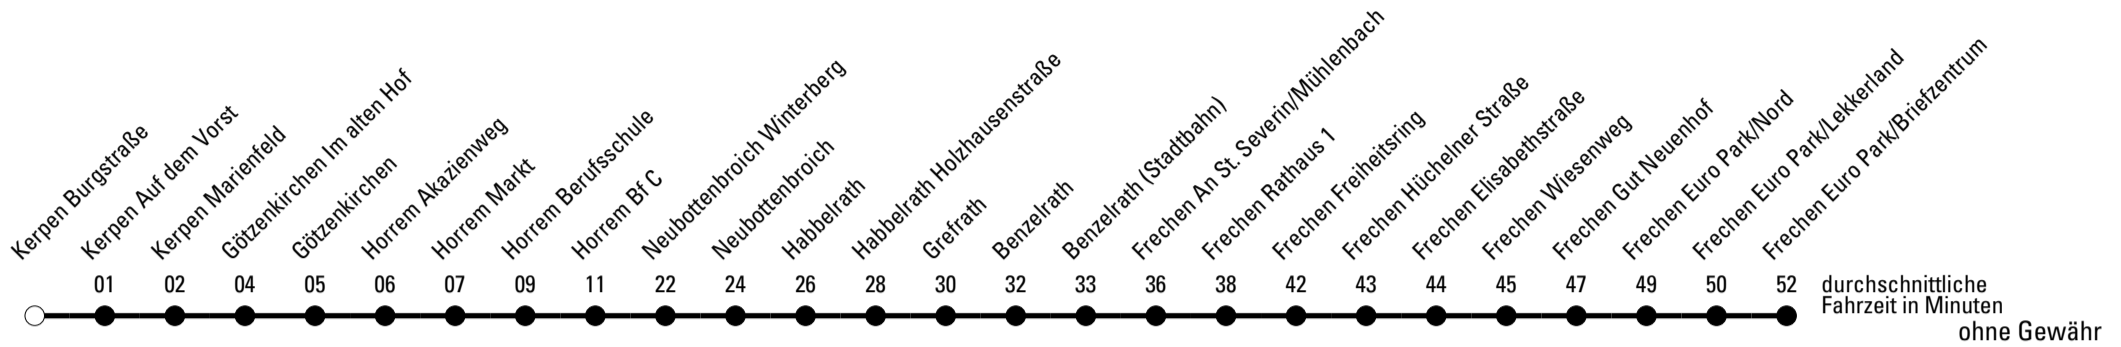 Kerpen Burgstraße
Kerpen Auf dem Vorst
Kerpen Marienfeld
Götzenkirchen Im alten Hof
Götzenkirchen
Horrem Akazienweg
Horrem Markt
Horrem Berufsschule
Horrem Bf C
Neubottenbroich Winterberg
Neubottenbroich
Habbelrath
Habbelrath Holzhausenstraße
Grefrath
Benzelrath
Benzelrath (Stadtbahn)
Frechen An St. Severin/Mühlenbach
Frechen Rathaus 1
Frechen Freiheitsring
Frechen Hüchelner Straße
Frechen Elisabethstraße
Frechen Wiesenweg
Frechen Gut Neuenhof
Frechen Euro Park/Nord
Frechen Euro Park/Lekkerland
Frechen Euro Park/Briefzentrum
01 02 04 05 06 07 09 11 22 24 26 28 30 32 33 36 38 42 43 44 45 47 49 50 52 durchschnittliche
Fahrzeit in Minuten
ohne Gewähr